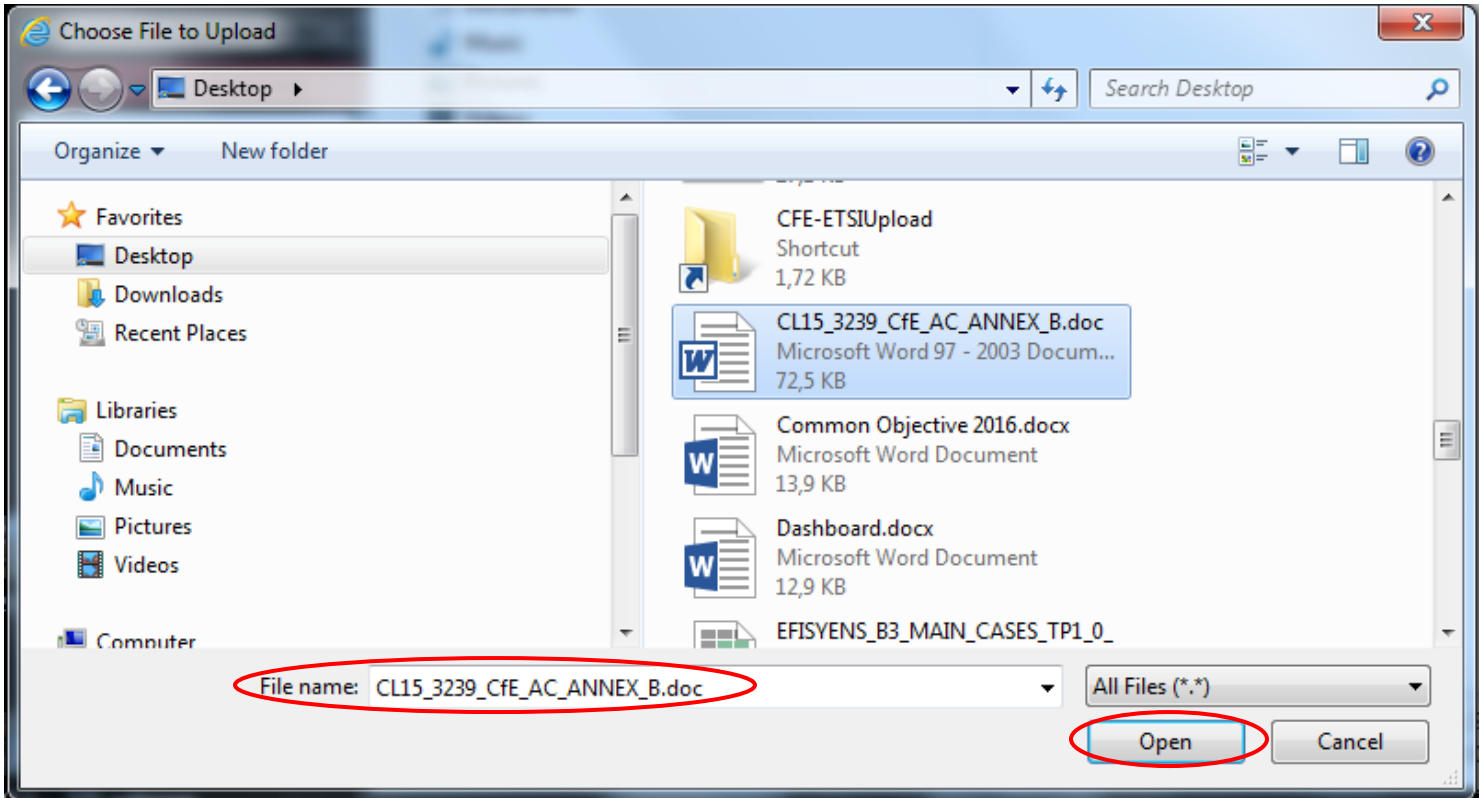 Choose File to Upload
Desktop
Search Desktop
Organize
New folder
Favorites
Desktop
Downloads
Recent Places
Libraries
Documents
Music
Pictures
Videos
Computer
CFE-ETSIUpload
Shortcut
1,72 KB
CL15_3239_CfE_AC_ANNEX_B.doc
Microsoft Word 97 - 2003 Docum...
72,5 KB
Common Objective 2016.docx
Microsoft Word Document
13,9 KB
Dashboard.docx
Microsoft Word Document
12,9 KB
EFISYENS_B3_MAIN_CASES_TP1_0_
File name: CL15_3239_CfE_AC_ANNEX_B.doc
All Files (*.*)
Open
Cancel